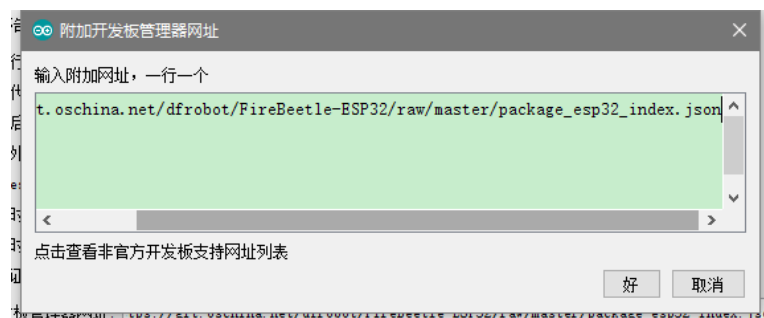 附加开发板管理器网址
输入附加网址，一行一个
t.oschina.net/dfrobot/FireBeetle-ESP32/raw/master/package_esp32_index.json
点击查看非官方开发板支持网址列表
好 取消